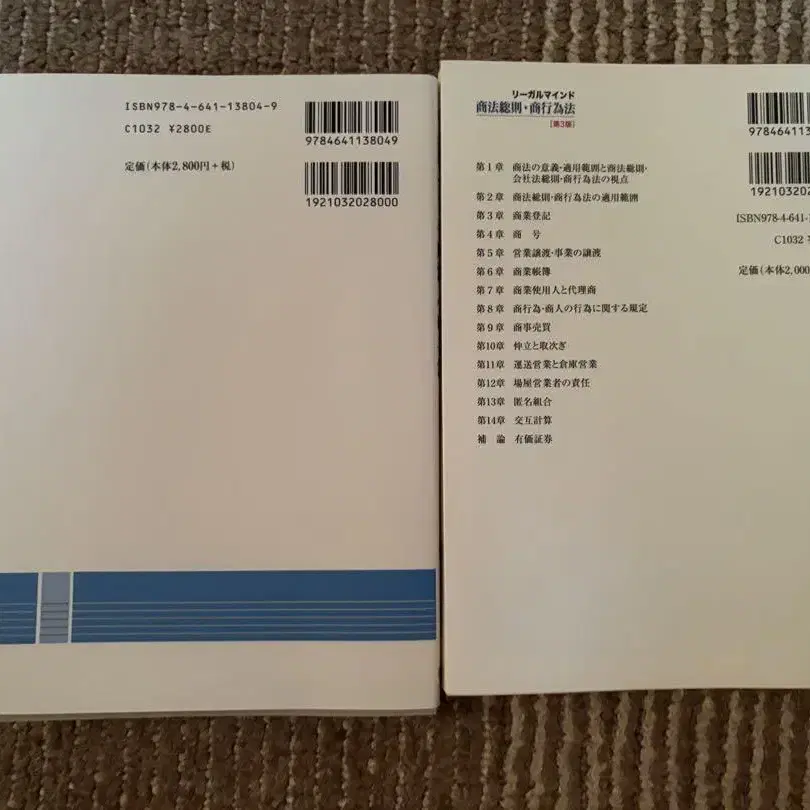 ISBN978-4-641-13804-9
C1032 ¥2800E
定価(本体2,800円+税)
9784641138049
1921032028000
リーガルマインド
商法総則・商行為法
[第3版]
第1章 商法の意義・適用範囲と商法総則・
会社法総則・商行為法の視点
第2章 商法総則・商行為法の適用範囲
第3章 商業登記
第4章 商 号
第5章 営業譲渡・事業の譲渡
第6章 商業帳簿
第7章 商業使用人と代理商
第8章 商行為・商人の行為に関する規定
第9章 商事売買
第10章 仲立と取次ぎ
第11章 運送営業と倉庫営業
第12章 場屋営業者の責任
第13章 匿名組合
第14章 交互計算
補 論 有価証券
97846411
192103202
ISBN978-4-641-1
C1032
定価(本体2,000